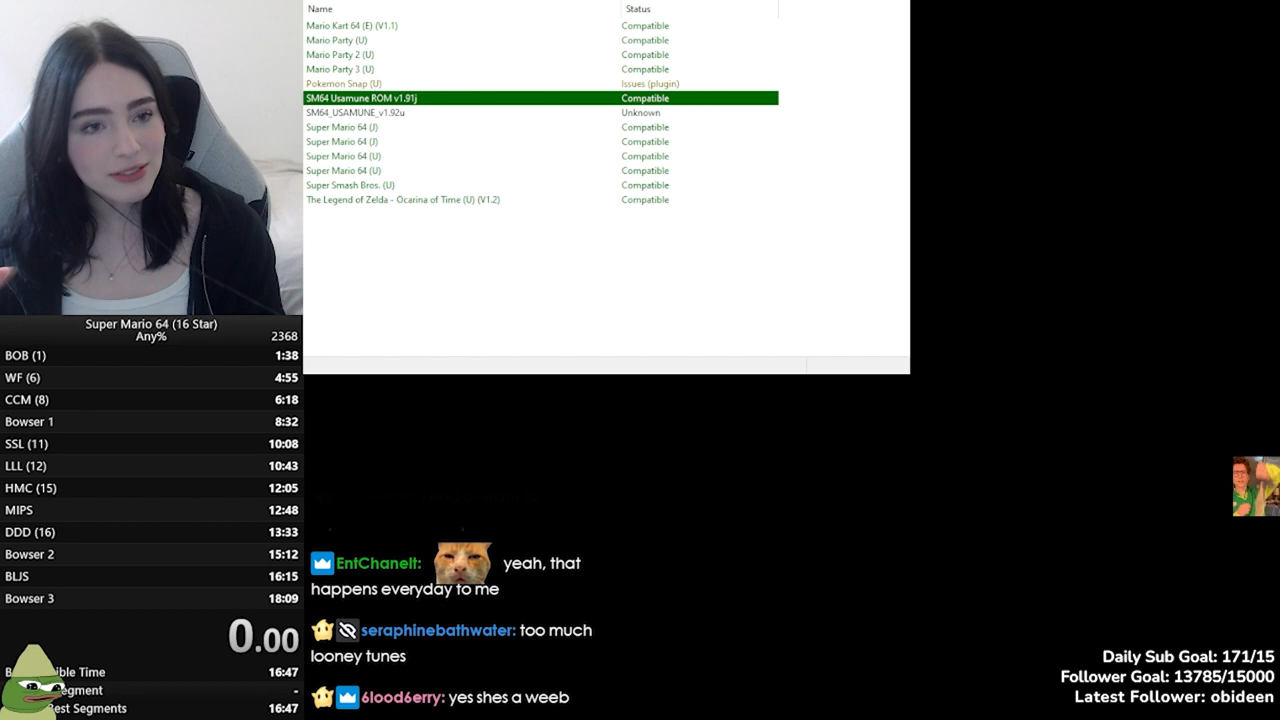 Name Status
Mario Kart 64 (E) (V1.1) Compatible
Mario Party (U) Compatible
Mario Party 2 (U) Compatible
Mario Party 3 (U) Compatible
Pokemon Snap (U) Issues (plugin)
SM64 Usamune ROM v1.91j Compatible
SM64_USAMUNE_v1.92u Unknown
Super Mario 64 (J) Compatible
Super Mario 64 (J) Compatible
Super Mario 64 (U) Compatible
Super Mario 64 (U) Compatible
Super Smash Bros. (U) Compatible
The Legend of Zelda - Ocarina of Time (U) (V1.2) Compatible
Super Mario 64 (16 Star)
Any% 2368
BOB (1) 1:38
WF (6) 4:55
CCM (8) 6:18
Bowser 1 8:32
SSL (11) 10:08
LLL (12) 10:43
HMC (15) 12:05
MIPS 12:48
DDD (16) 13:33
Bowser 2 15:12
BLJS 16:15
Bowser 3 18:09
0.00
ible Time 16:47
egment -
est Segments 16:47
EntChanelt: yeah, that
happens everyday to me
seraphinebathwater: too much
looney tunes
6lood6erry: yes shes a weeb
Daily Sub Goal: 171/15
Follower Goal: 13785/15000
Latest Follower: obideen